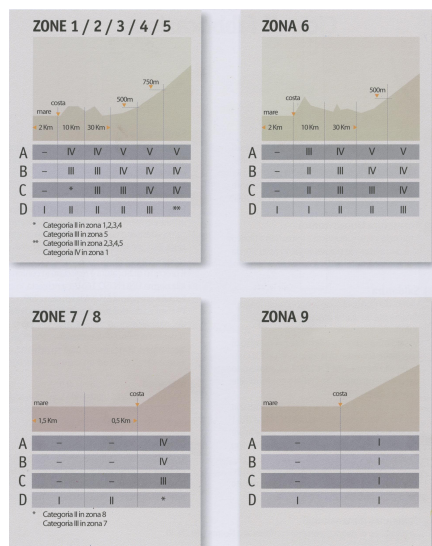 ZONE 1 / 2 / 3 / 4 / 5
750m
500m
costa
mare
2 Km 10 Km 30 Km
A – IV IV V V V
B – III III IV IV IV
C – * III III IV IV
D I II II II III **
* Categoria II in zona 1,2,3,4
Categoria III in zona 5
** Categoria III in zona 2,3,4,5
Categoria IV in zona 1
ZONA 6
500m
costa
mare
2 Km 10 Km 30 Km
A – III IV V V
B – II III IV IV
C – II III III IV
D I I II II III
ZONE 7 / 8
costa
mare
1,5 Km 0,5 Km
A – – IV
B – – IV
C – – III
D I II *
* Categoria II in zona 8
Categoria III in zona 7
ZONA 9
costa
mare
A – I
B – I
C – I
D I I